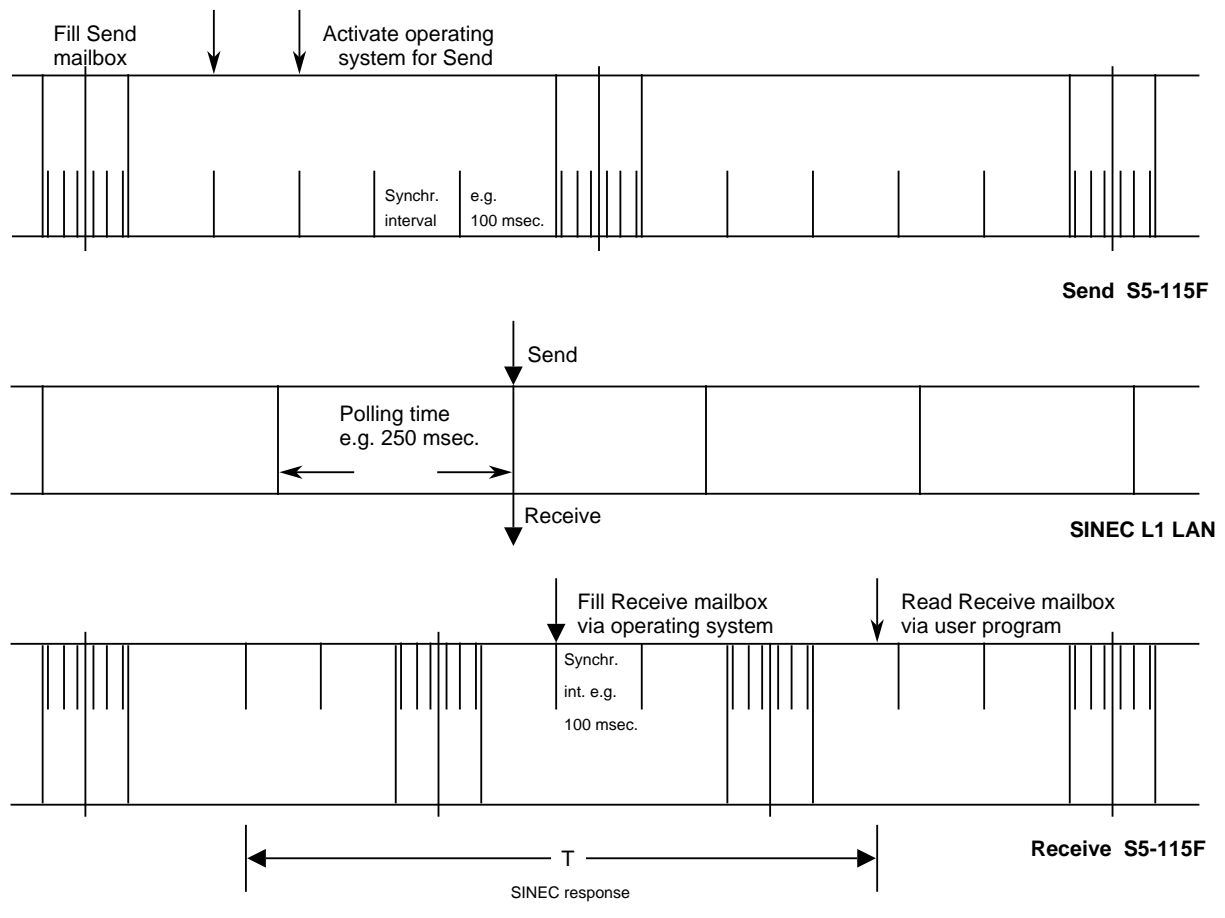 Fill Send
mailbox
Activate operating
system for Send
Synchr.
interval
e.g.
100 msec.
Send S5-115F
Send
Polling time
e.g. 250 msec.
Receive
SINEC L1 LAN
Fill Receive mailbox
via operating system
Read Receive mailbox
via user program
Synchr.
int. e.g.
100 msec.
Receive S5-115F
T
SINEC response